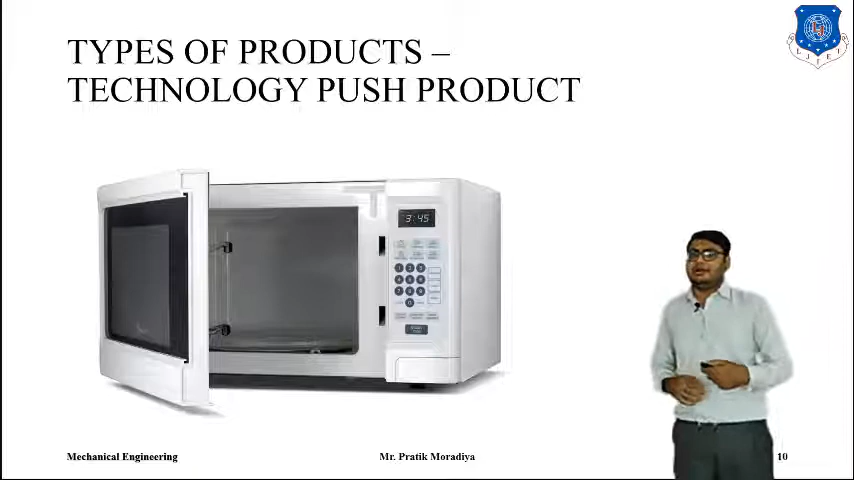 TYPES OF PRODUCTS –
TECHNOLOGY PUSH PRODUCT
3:45
Mechanical Engineering
Mr. Pratik Moradiya
10